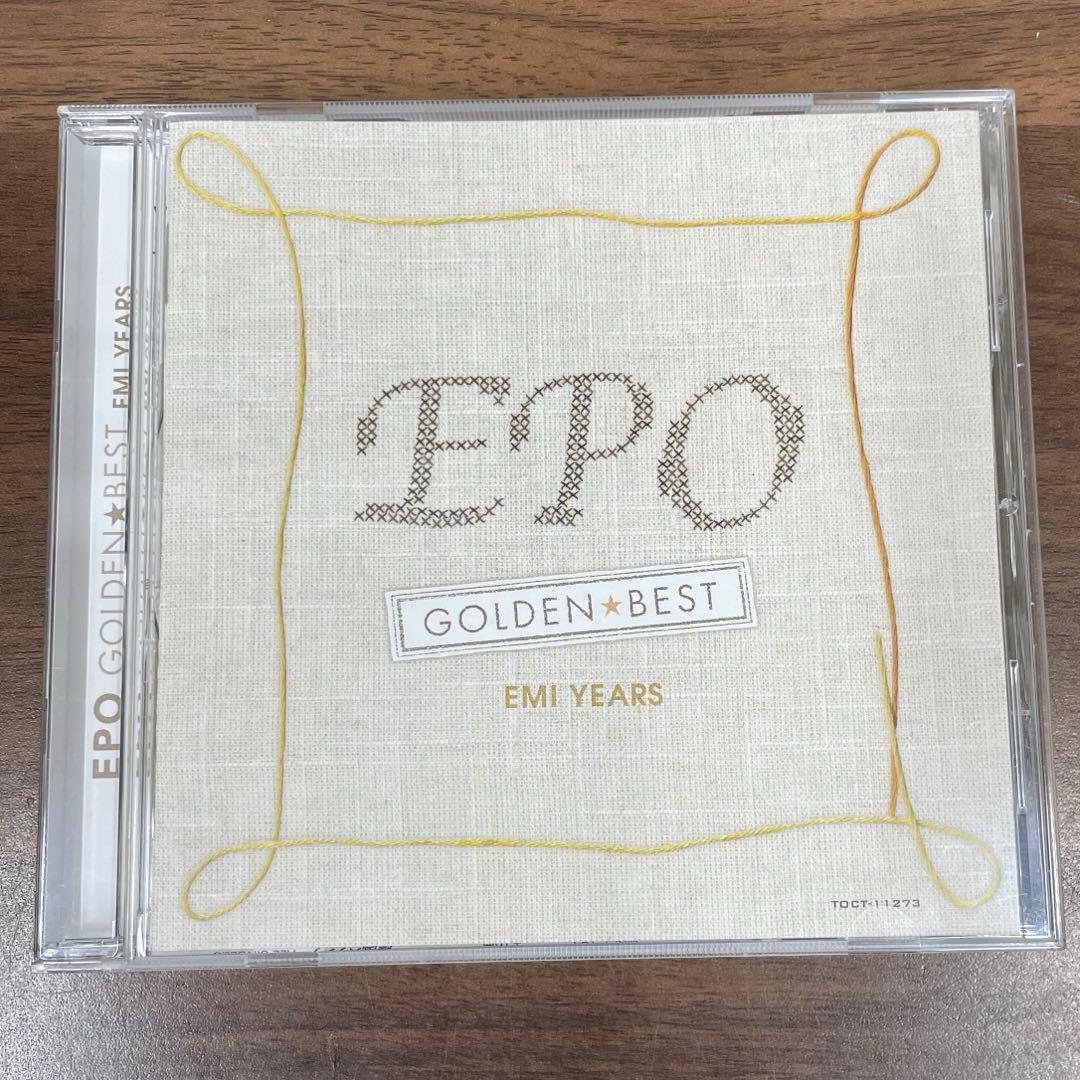 EPO GOLDEN★BEST EMI YEARS
EPO
GOLDEN★BEST
EMI YEARS
TOCT-11273